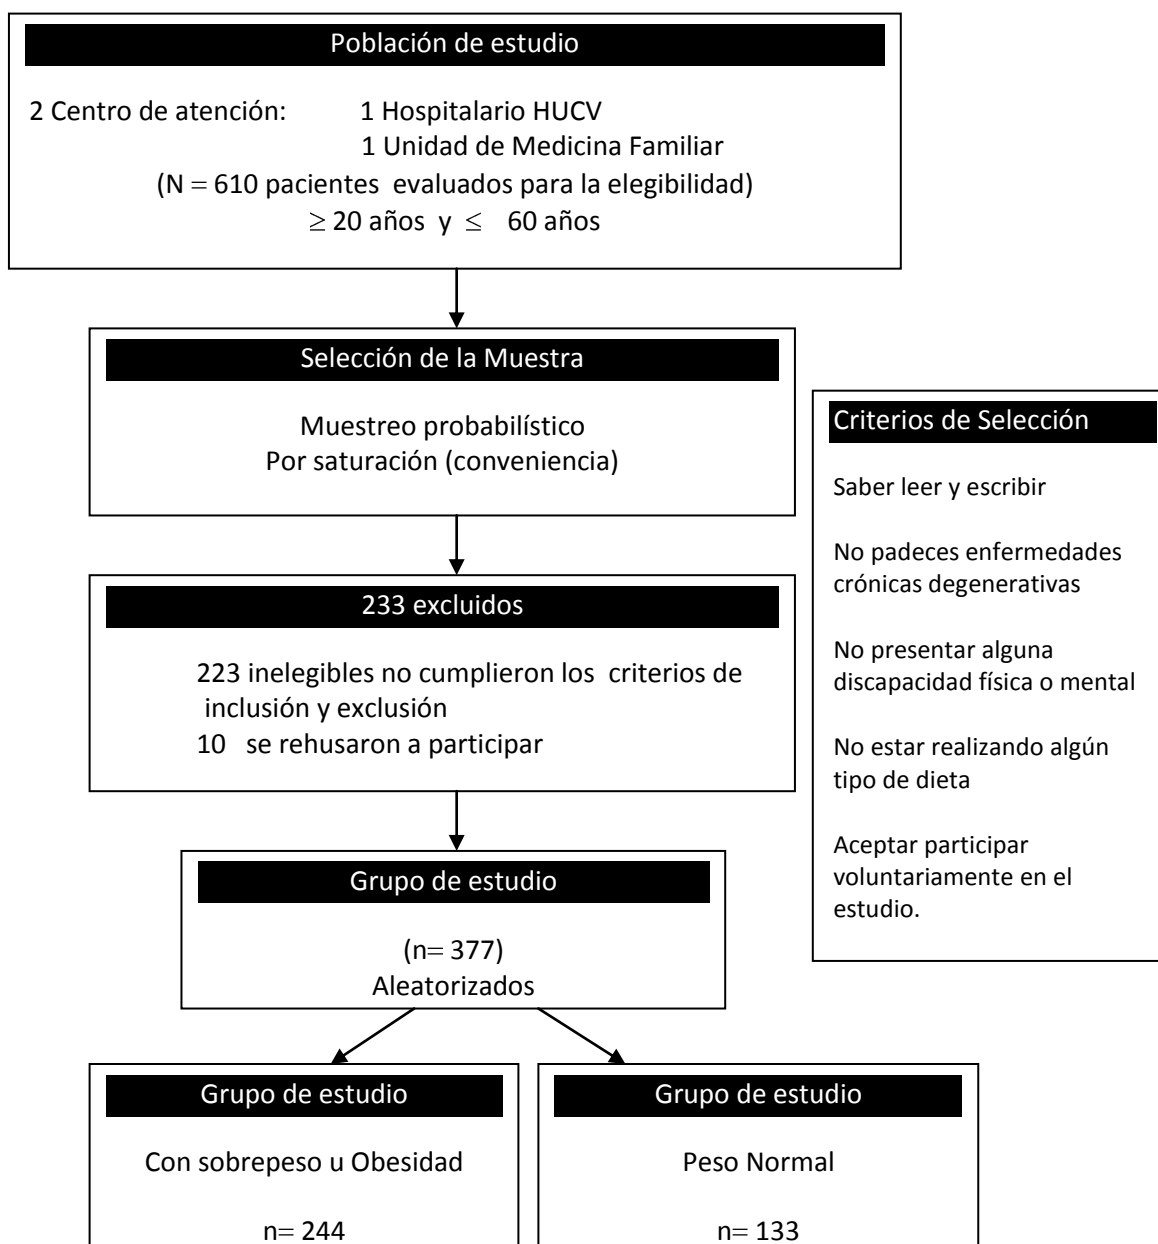 Población de estudio
2 Centro de atención: 1 Hospitalario HUCV
1 Unidad de Medicina Familiar
(N = 610 pacientes evaluados para la elegibilidad)
≥ 20 años y ≤ 60 años
Selección de la Muestra
Muestreo probabilístico
Por saturación (conveniencia)
233 excluidos
223 inelegibles no cumplieron los criterios de
inclusión y exclusión
10 se rehusaron a participar
Criterios de Selección
Saber leer y escribir
No padeces enfermedades
crónicas degenerativas
No presentar alguna
discapacidad física o mental
No estar realizando algún
tipo de dieta
Aceptar participar
voluntariamente en el
estudio.
Grupo de estudio
(n= 377)
Aleatorizados
Grupo de estudio
Con sobrepeso u Obesidad
n= 244
Grupo de estudio
Peso Normal
n= 133